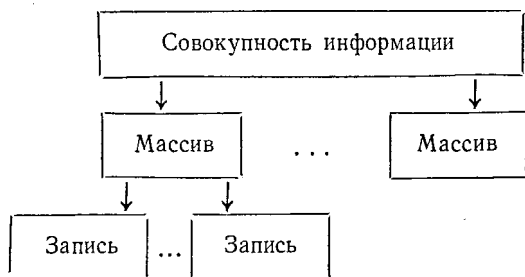 Совокупность информации
Массив ... Массив
Запись ... Запись